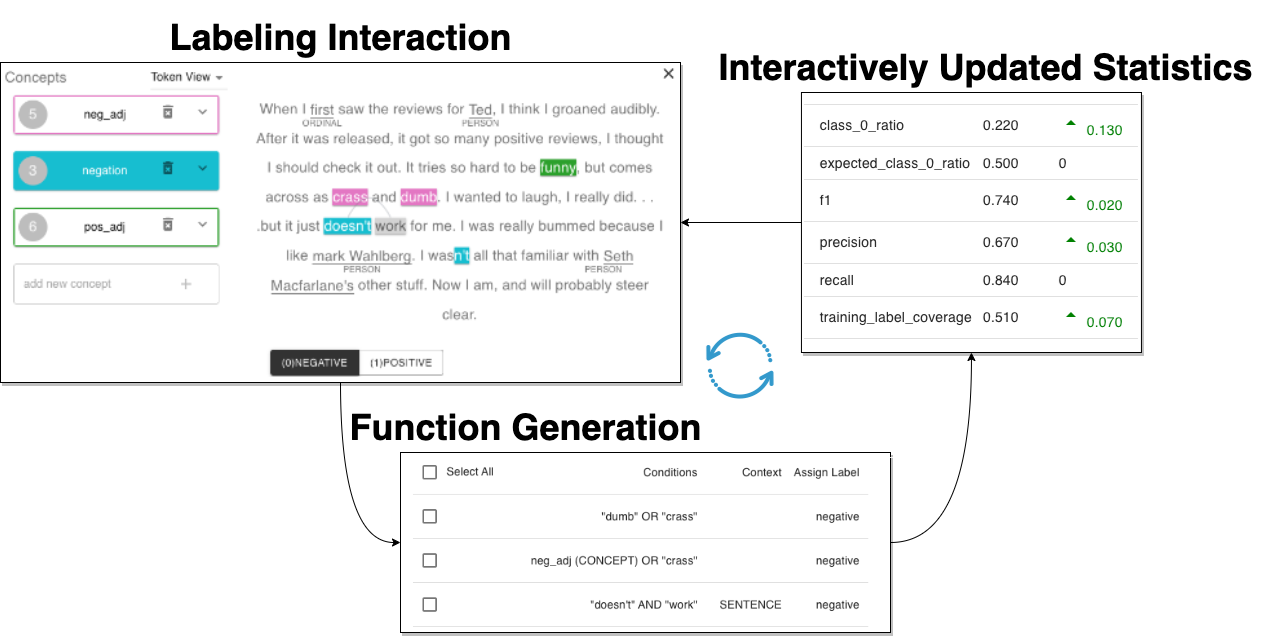 Labeling Interaction
Concepts
Token View
5 neg_adj
3 negation
6 pos_adj
add new concept +
When I first saw the reviews for Ted, I think I groaned audibly.
ORDINAL PERSON
After it was released, it got so many positive reviews, I thought
I should check it out. It tries so hard to be funny, but comes
across as crass and dumb. I wanted to laugh, I really did. . .
.but it just doesn't work for me. I was really bummed because I
like mark Wahlberg. I wasn't all that familiar with Seth
PERSON PERSON
Macfarlane's other stuff. Now I am, and will probably steer
clear.
(0)NEGATIVE (1)POSITIVE
Interactively Updated Statistics
class_0_ratio 0.220 0.130
expected_class_0_ratio 0.500 0
f1 0.740 0.020
precision 0.670 0.030
recall 0.840 0
training_label_coverage 0.510 0.070
Function Generation
Select All Conditions Context Assign Label
"dumb" OR "crass" negative
neg_adj (CONCEPT) OR "crass" negative
"doesn't" AND "work" SENTENCE negative